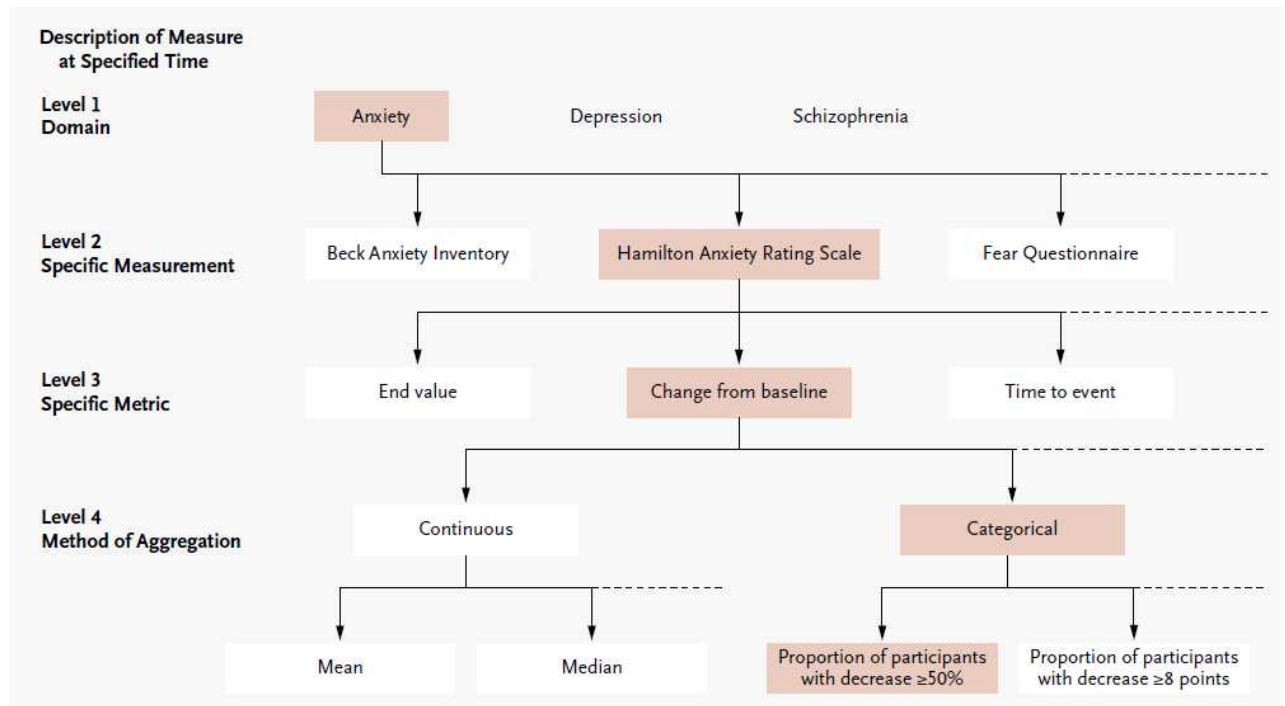 Description of Measure
at Specified Time
Level 1
Domain
Anxiety
Depression
Schizophrenia
Level 2
Specific Measurement
Beck Anxiety Inventory
Hamilton Anxiety Rating Scale
Fear Questionnaire
Level 3
Specific Metric
End value
Change from baseline
Time to event
Level 4
Method of Aggregation
Continuous
Categorical
Mean
Median
Proportion of participants
with decrease ≥50%
Proportion of participants
with decrease ≥8 points